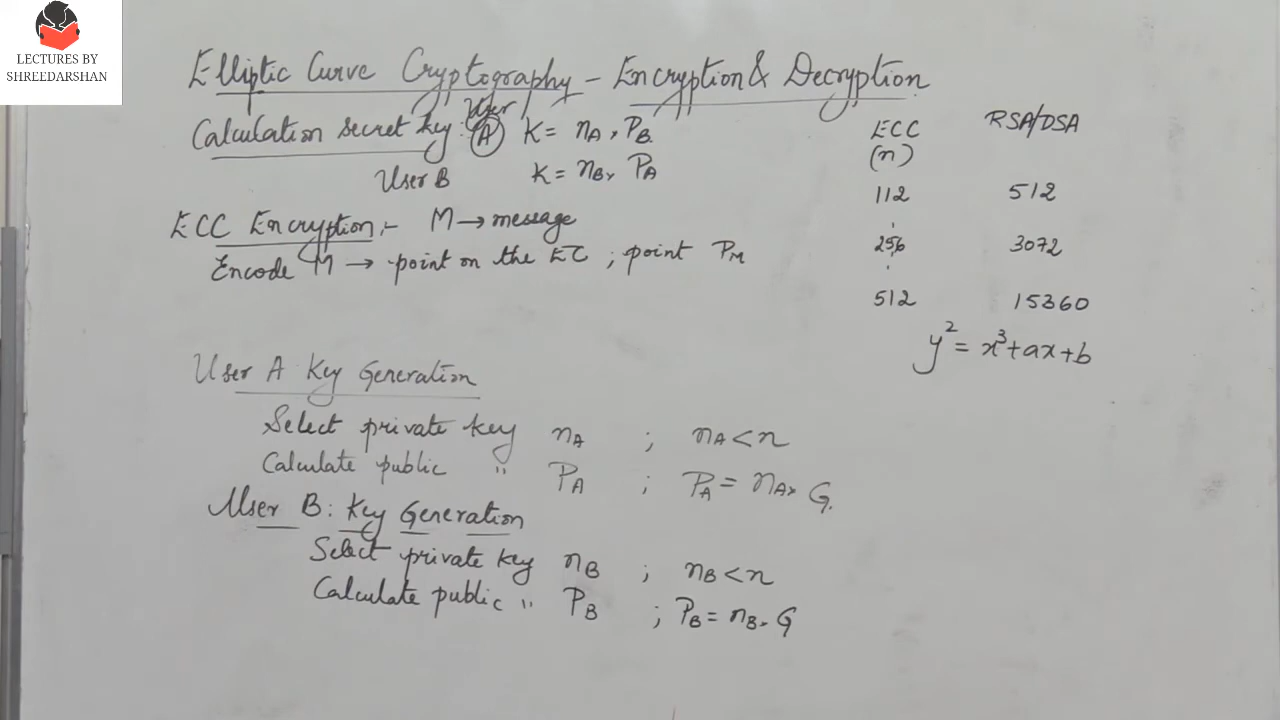 LECTURES BY
SHREEDARSHAN
Elliptic Curve Cryptography - Encryption & Decryption
Calculation secret key: User A K = nA × PB
User B K = nB × PA
ECC Encryption:- M → message
Encode M → point on the EC ; point PM
ECC RSA/DSA
(n)
112 512
256 3072
512 15360
y² = x³+ax+b
User A Key Generation
Select private key nA ; nA < n
Calculate public " PA ; PA = nA × G
User B: Key Generation
Select private key nB ; nB < n
Calculate public " PB ; PB = nB × G